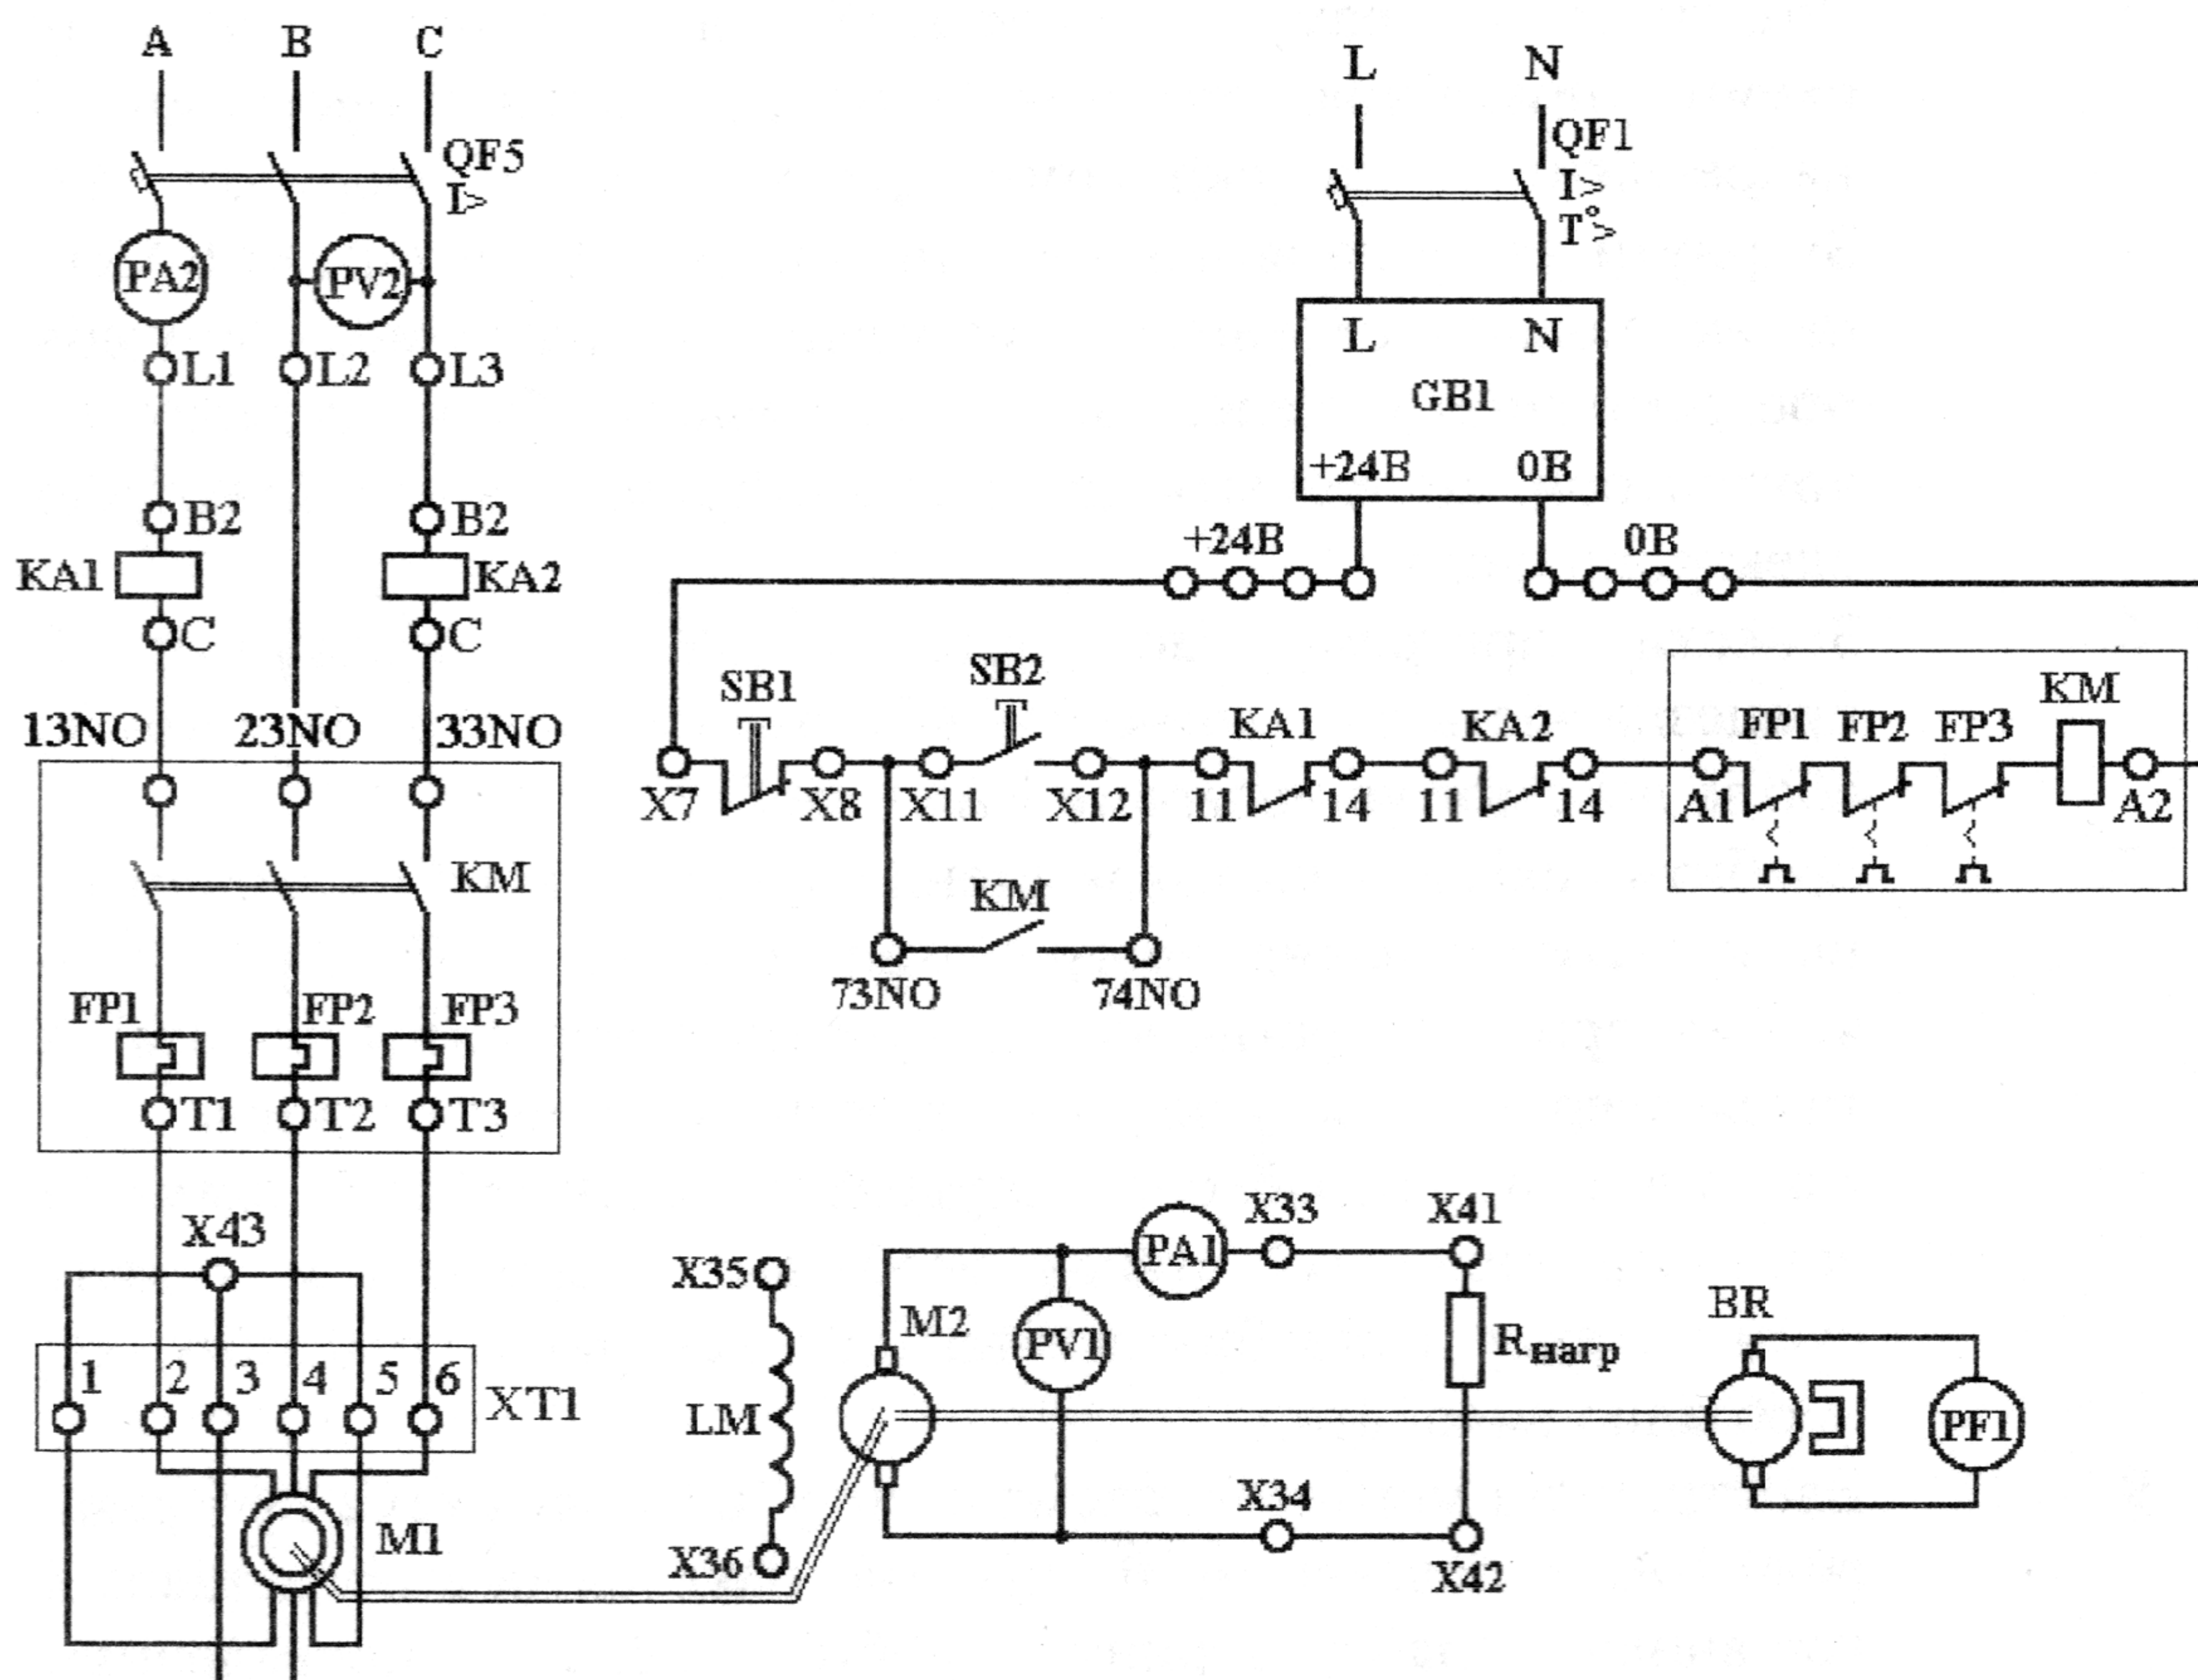 A B C
QF5
I>
PA2
PV2
L1 L2 L3
B2 B2
KA1 KA2
C C
13NO 23NO 33NO
KM
FP1 FP2 FP3
T1 T2 T3
X43
1 2 3 4 5 6
XT1
M1
L N
QF1
I>
T°>
L N
GB1
+24В 0В
+24В 0В
SB1 SB2 KA1 KA2 FP1 FP2 FP3 KM
X7 X8 X11 X12 11 14 11 14 A1 A2
KM
73NO 74NO
X35
LM
X36
M2
PA1
X33
X41
PV1
Rнагр
X34
X42
BR
PF1